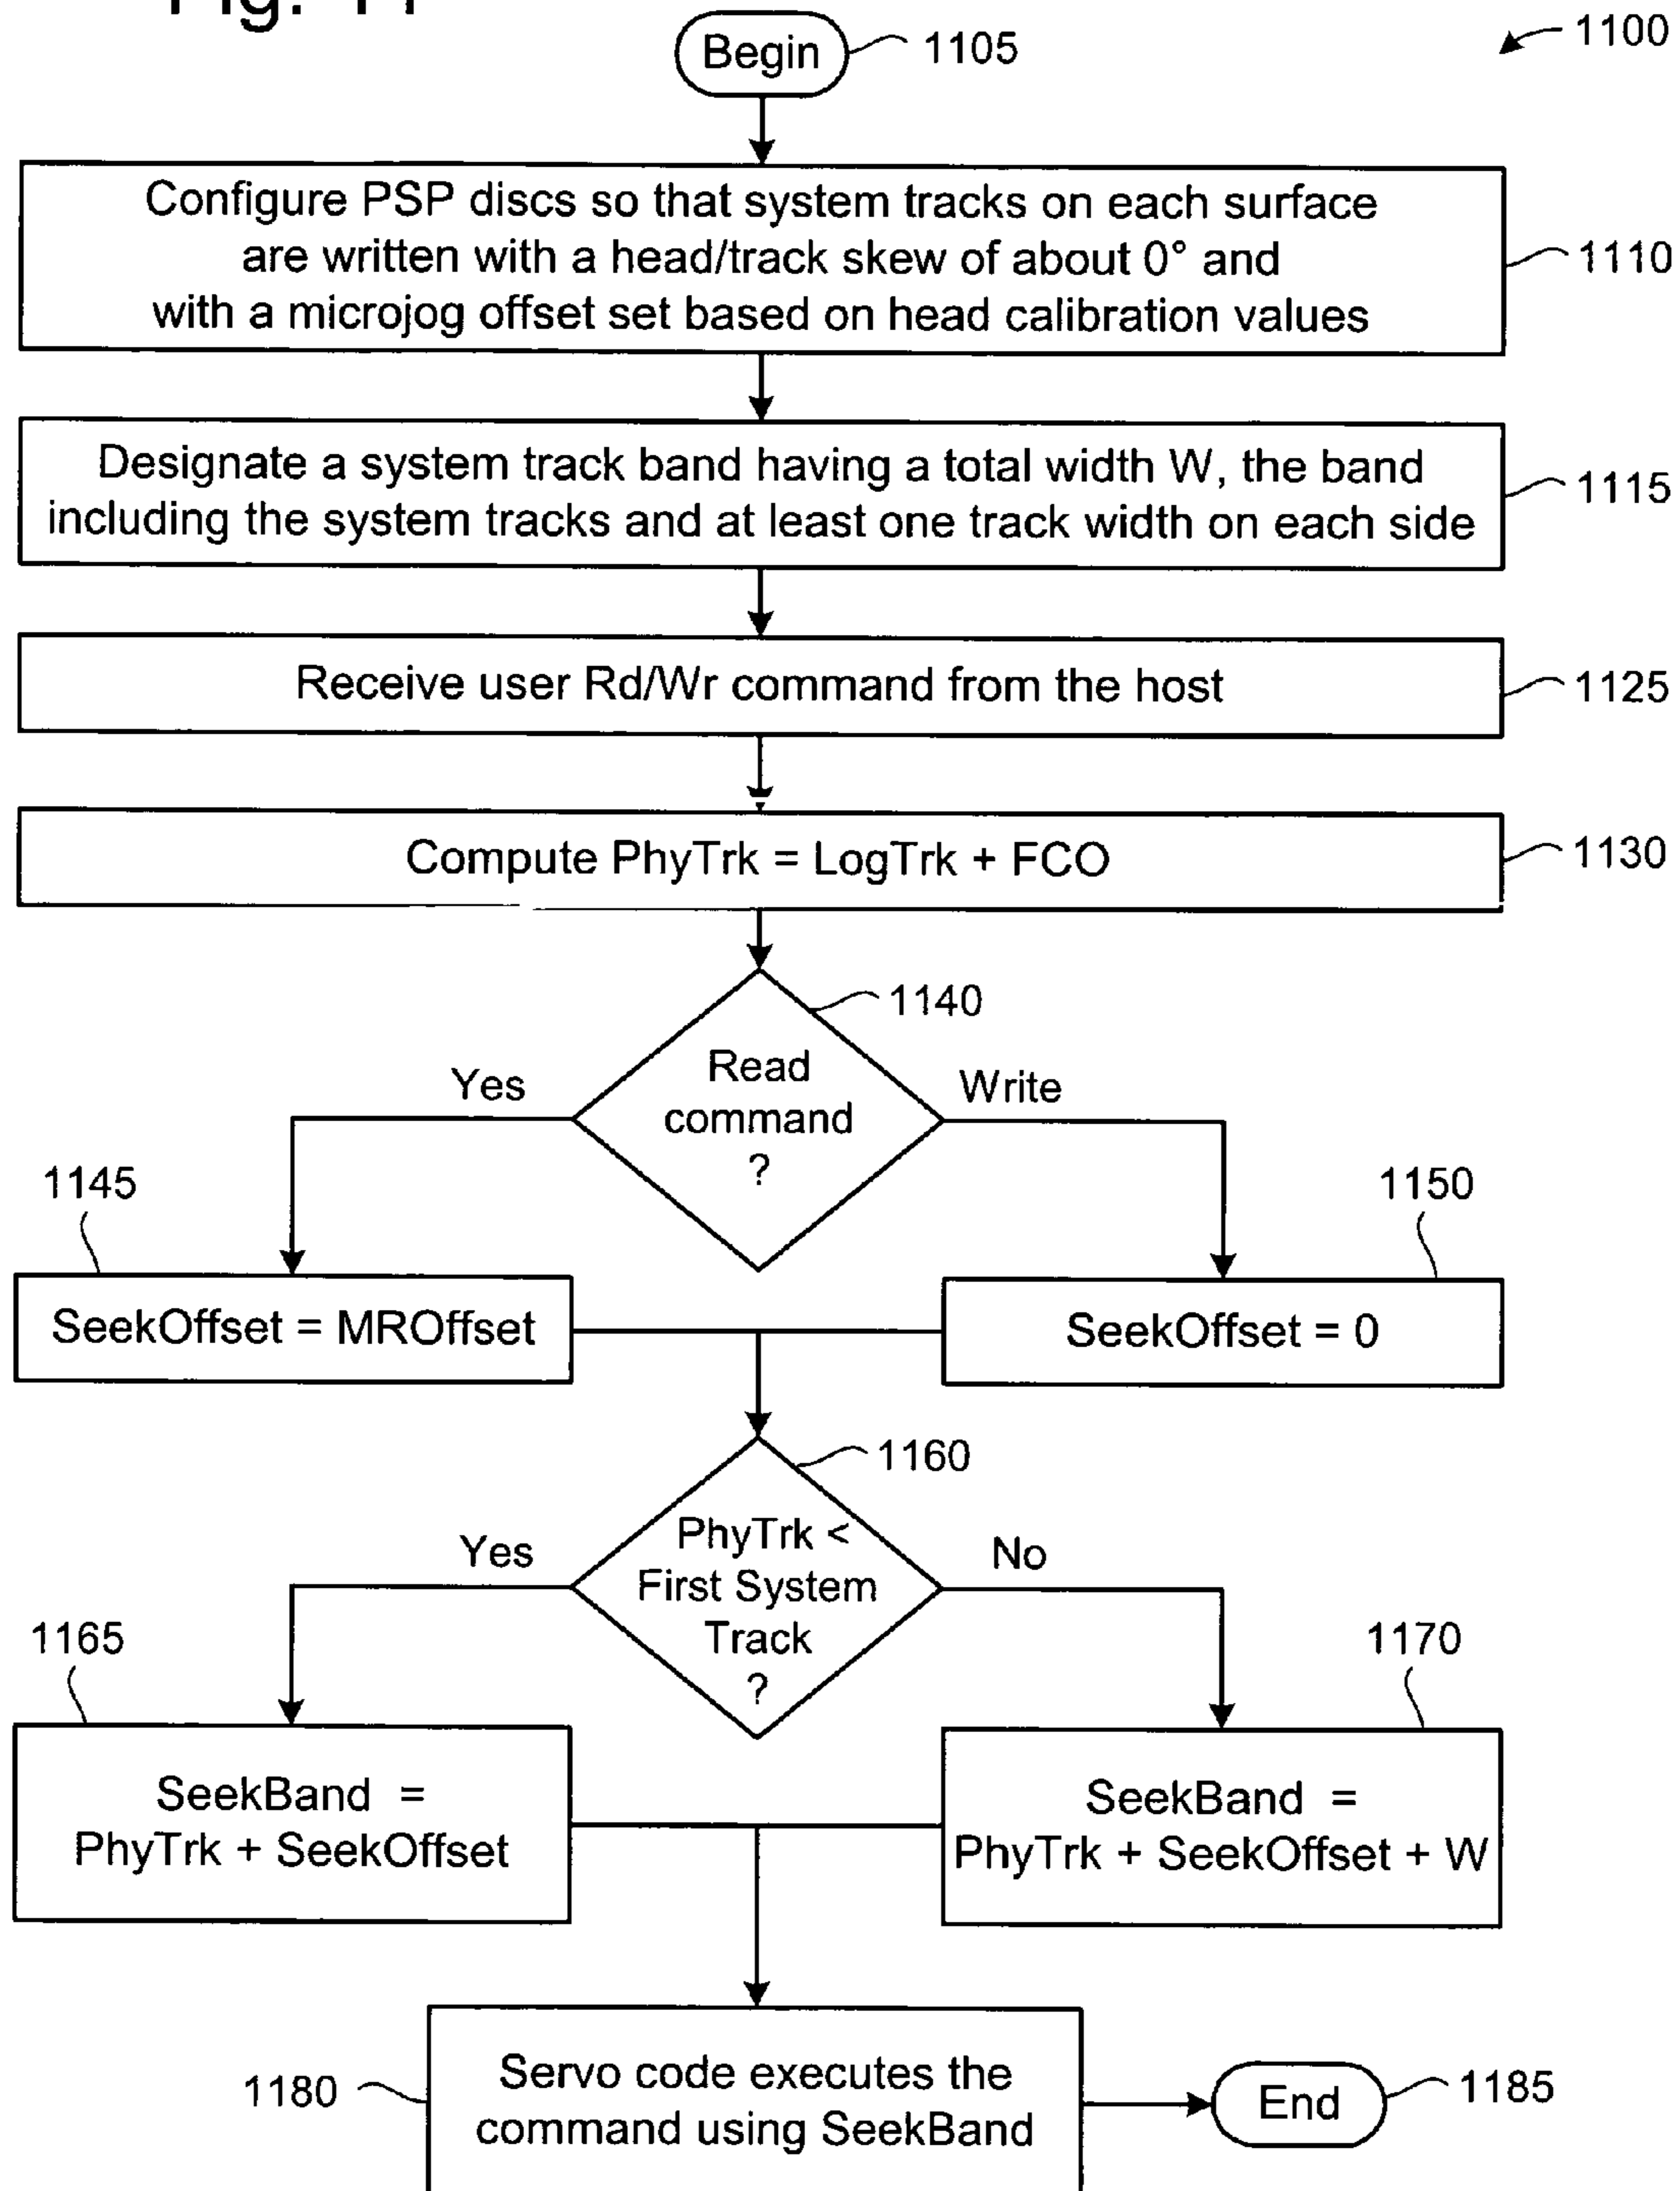 Fig. 11
1100
Begin
1105
Configure PSP discs so that system tracks on each surface
are written with a head/track skew of about 0° and
with a microjog offset set based on head calibration values
1110
Designate a system track band having a total width W, the band
including the system tracks and at least one track width on each side
1115
Receive user Rd/Wr command from the host
1125
Compute PhyTrk = LogTrk + FCO
1130
1140
Read
command
?
Yes
Write
1145
1150
SeekOffset = MROffset
SeekOffset = 0
1160
PhyTrk <
First System
Track
?
Yes
No
1165
1170
SeekBand =
PhyTrk + SeekOffset
SeekBand =
PhyTrk + SeekOffset + W
1180
Servo code executes the
command using SeekBand
End
1185